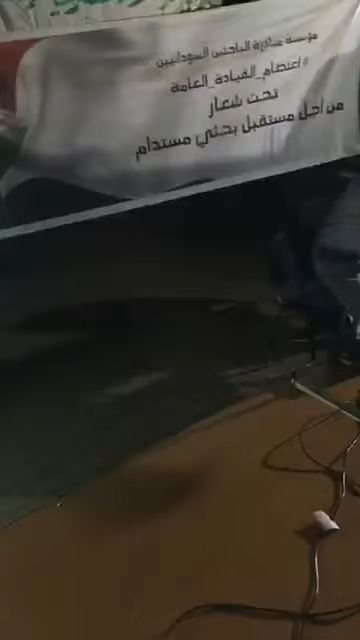 مؤسسة مبادرة الباحثين السودانيين
#اعتصام_القيادة_العامة
تحت شعار
من اجل مستقبل بحثي مستدام